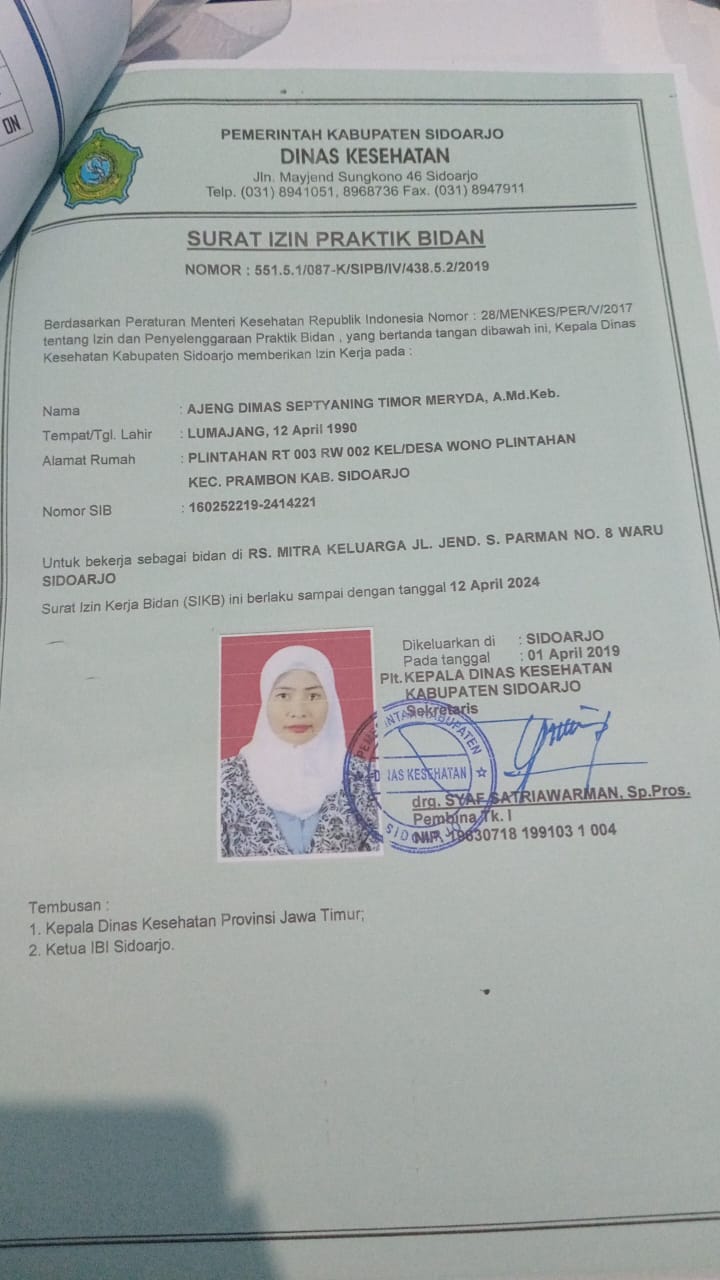 ON
PEMERINTAH KABUPATEN SIDOARJO
DINAS KESEHATAN
Jln. Mayjend Sungkono 46 Sidoarjo
Telp. (031) 8941051, 8968736 Fax. (031) 8947911
SURAT IZIN PRAKTIK BIDAN
NOMOR : 551.5.1/087-K/SIPB/IV/438.5.2/2019
Berdasarkan Peraturan Menteri Kesehatan Republik Indonesia Nomor : 28/MENKES/PER/V/2017
tentang Izin dan Penyelenggaraan Praktik Bidan , yang bertanda tangan dibawah ini, Kepala Dinas
Kesehatan Kabupaten Sidoarjo memberikan Izin Kerja pada :
Nama : AJENG DIMAS SEPTYANING TIMOR MERYDA, A.Md.Keb.
Tempat/Tgl. Lahir : LUMAJANG, 12 April 1990
Alamat Rumah : PLINTAHAN RT 003 RW 002 KEL/DESA WONO PLINTAHAN
KEC. PRAMBON KAB. SIDOARJO
Nomor SIB : 160252219-2414221
Untuk bekerja sebagai bidan di RS. MITRA KELUARGA JL. JEND. S. PARMAN NO. 8 WARU
SIDOARJO
Surat Izin Kerja Bidan (SIKB) ini berlaku sampai dengan tanggal 12 April 2024
Dikeluarkan di : SIDOARJO
Pada tanggal : 01 April 2019
Plt. KEPALA DINAS KESEHATAN
KABUPATEN SIDOARJO
Sekretaris
drg. SYAF SATRIAWARMAN, Sp.Pros.
Pembina Tk. I
NIP. 19630718 199103 1 004
Tembusan :
1. Kepala Dinas Kesehatan Provinsi Jawa Timur;
2. Ketua IBI Sidoarjo.